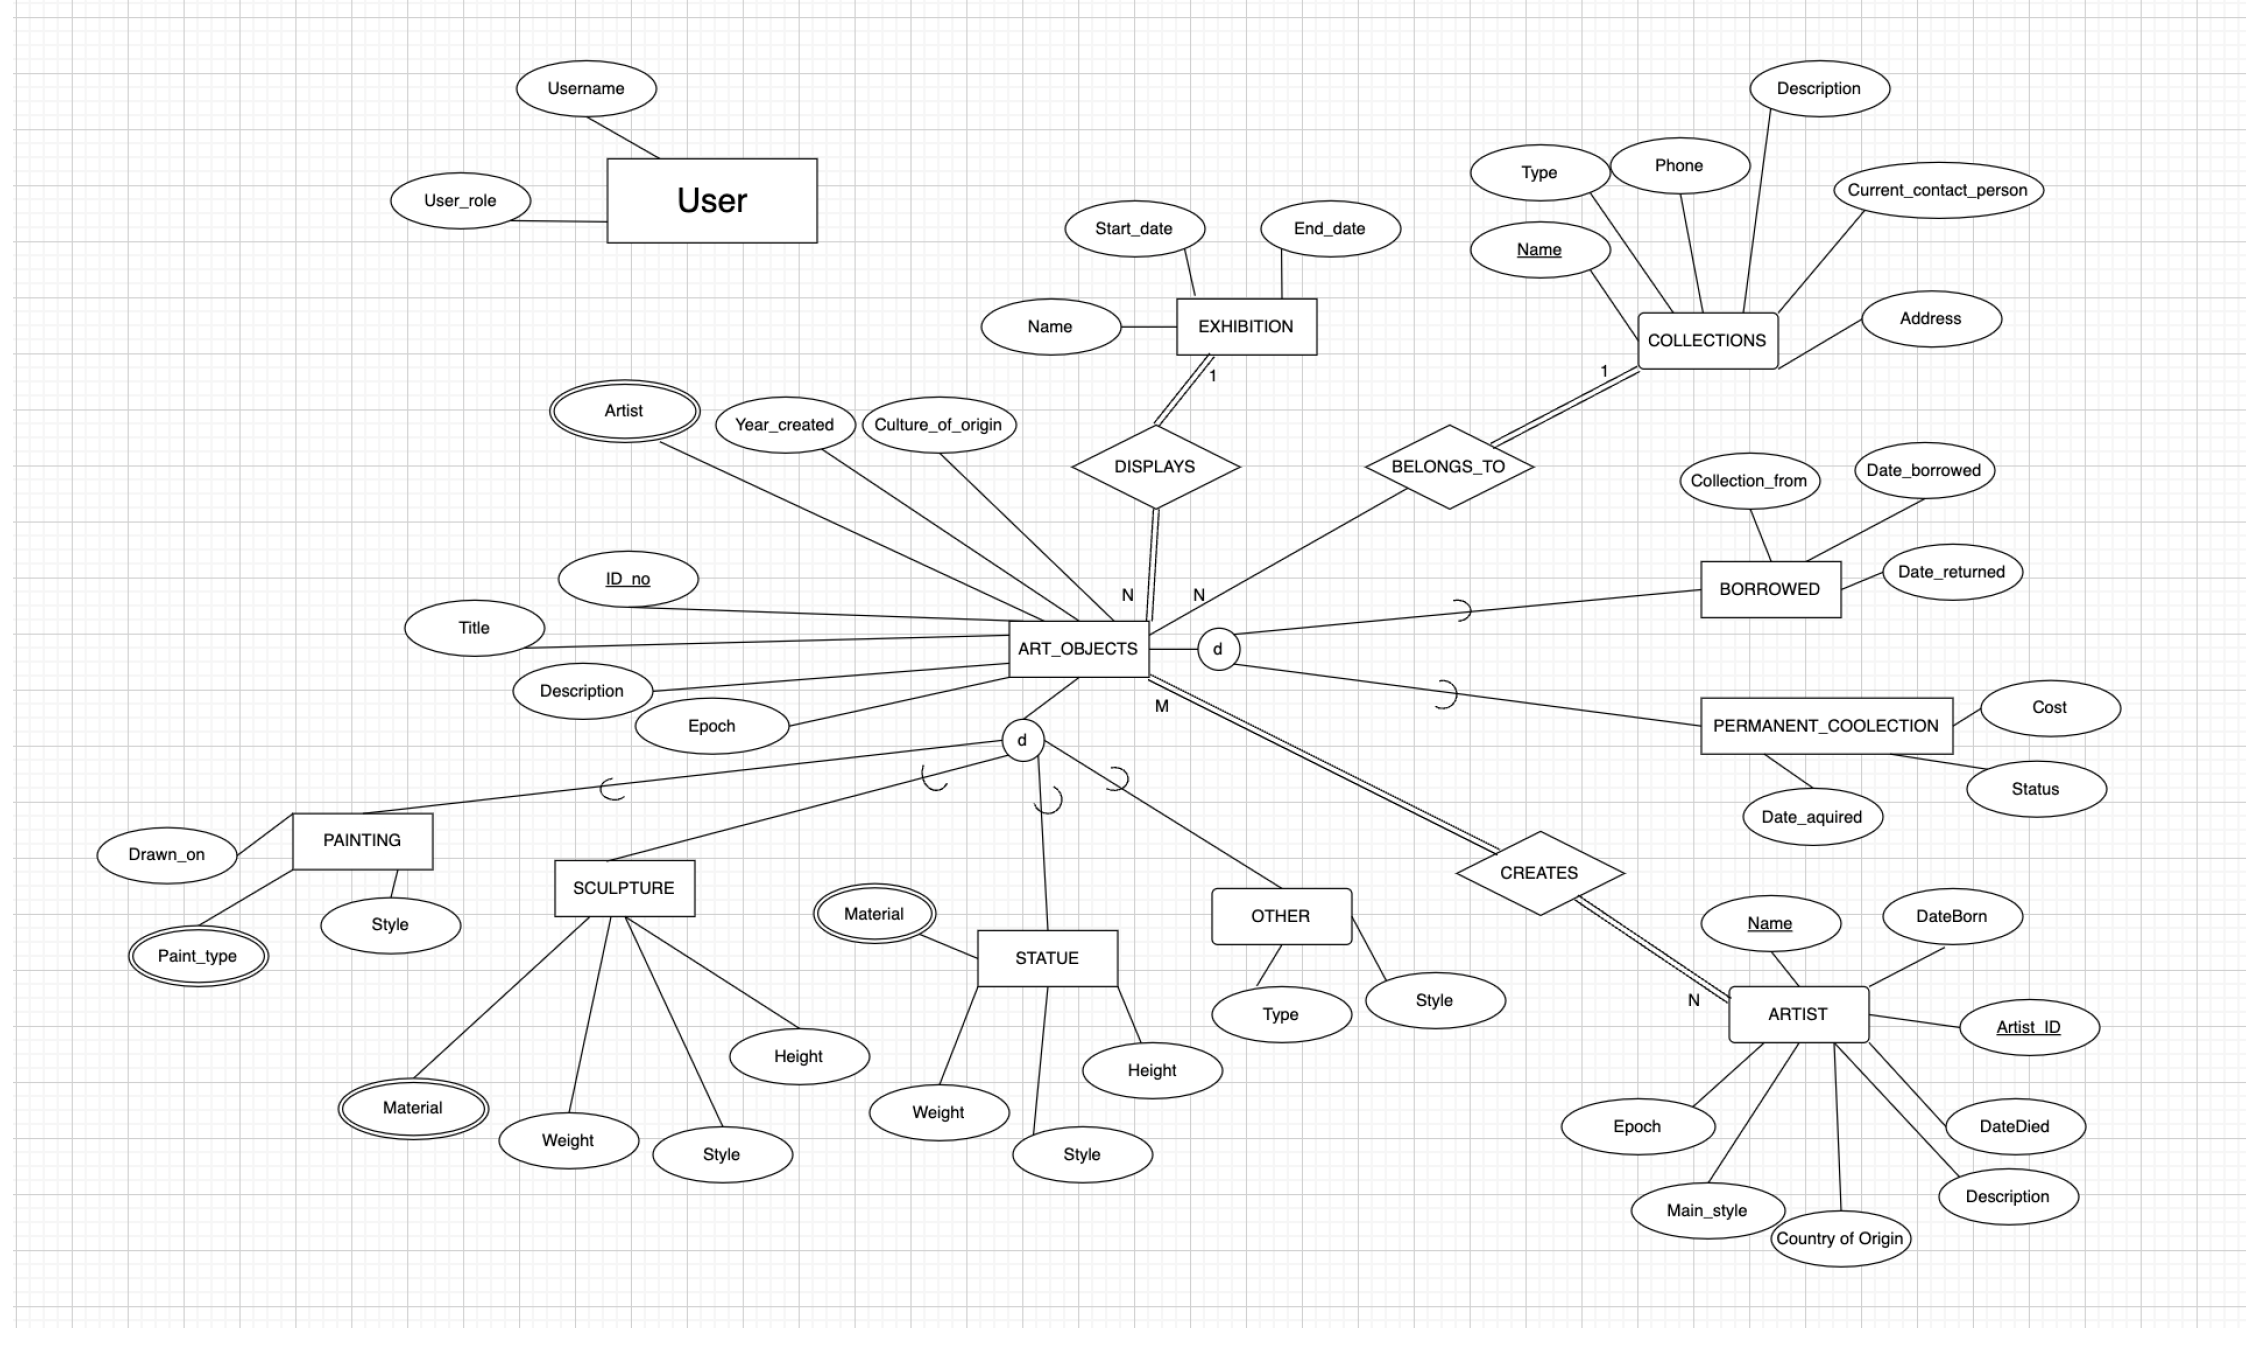 Username
Description
Phone
Type
Current_contact_person
User_role
User
Start_date
End_date
Name
Address
Name
EXHIBITION
COLLECTIONS
1
1
Artist
Year_created
Culture_of_origin
DISPLAYS
BELONGS_TO
Date_borrowed
Collection_from
ID_no
Date_returned
BORROWED
N
N
Title
ART_OBJECTS
d
Description
Epoch
M
Cost
PERMANENT_COOLECTION
d
Status
Date_aquired
PAINTING
Drawn_on
CREATES
SCULPTURE
Material
OTHER
Name
DateBorn
Style
Paint_type
STATUE
Type
Style
N
ARTIST
Artist_ID
Height
Height
Material
Weight
Weight
Epoch
DateDied
Style
Style
Description
Main_style
Country of Origin